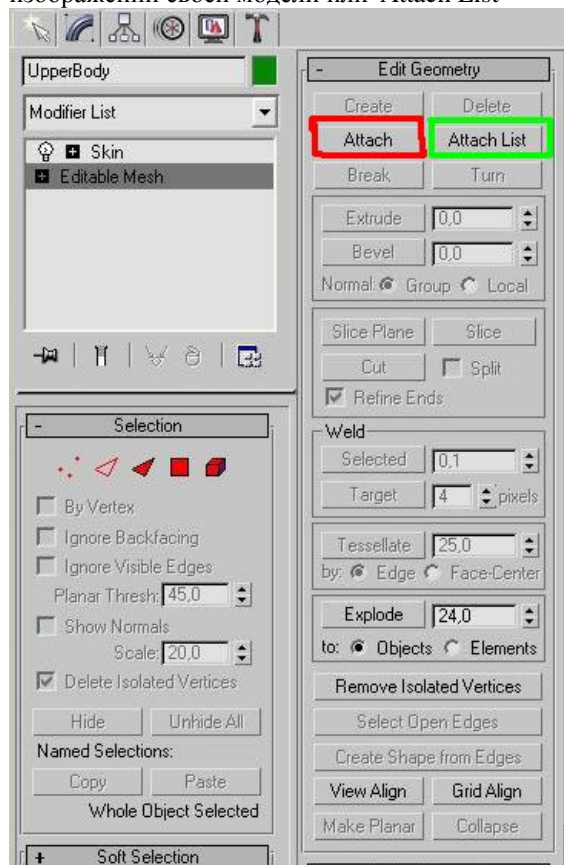 изображении своей модели или Attach List
UpperBody
Modifier List
Skin
Editable Mesh
- Selection
By Vertex
Ignore Backfacing
Ignore Visible Edges
Planar Thresh: 45,0
Show Normals
Scale: 20,0
Delete Isolated Vertices
Hide Unhide All
Named Selections:
Copy Paste
Whole Object Selected
+ Soft Selection
- Edit Geometry
Create Delete
Attach Attach List
Break Turn
Extrude 0,0
Bevel 0,0
Normal: Group Local
Slice Plane Slice
Cut Split
Refine Ends
Weld
Selected 0,1
Target 4 pixels
Tessellate 25,0
by: Edge Face-Center
Explode 24,0
to: Objects Elements
Remove Isolated Vertices
Select Open Edges
Create Shape from Edges
View Align Grid Align
Make Planar Collapse